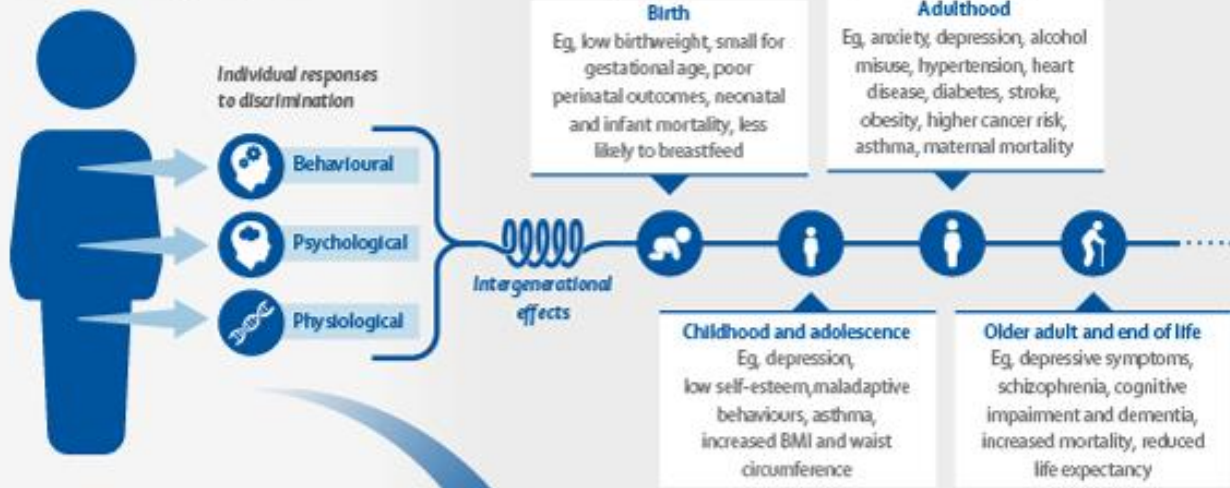 Individual responses
to discrimination
Behavioural
Psychological
Physiological
Intergenerational
effects
Birth
Eg, low birthweight, small for
gestational age, poor
perinatal outcomes, neonatal
and infant mortality, less
likely to breastfeed
Adulthood
Eg, anxiety, depression, alcohol
misuse, hypertension, heart
disease, diabetes, stroke,
obesity, higher cancer risk,
asthma, maternal mortality
Childhood and adolescence
Eg, depression,
low self-esteem, maladaptive
behaviours, asthma,
increased BMI and waist
circumference
Older adult and end of life
Eg, depressive symptoms,
schizophrenia, cognitive
impairment and dementia,
increased mortality, reduced
life expectancy